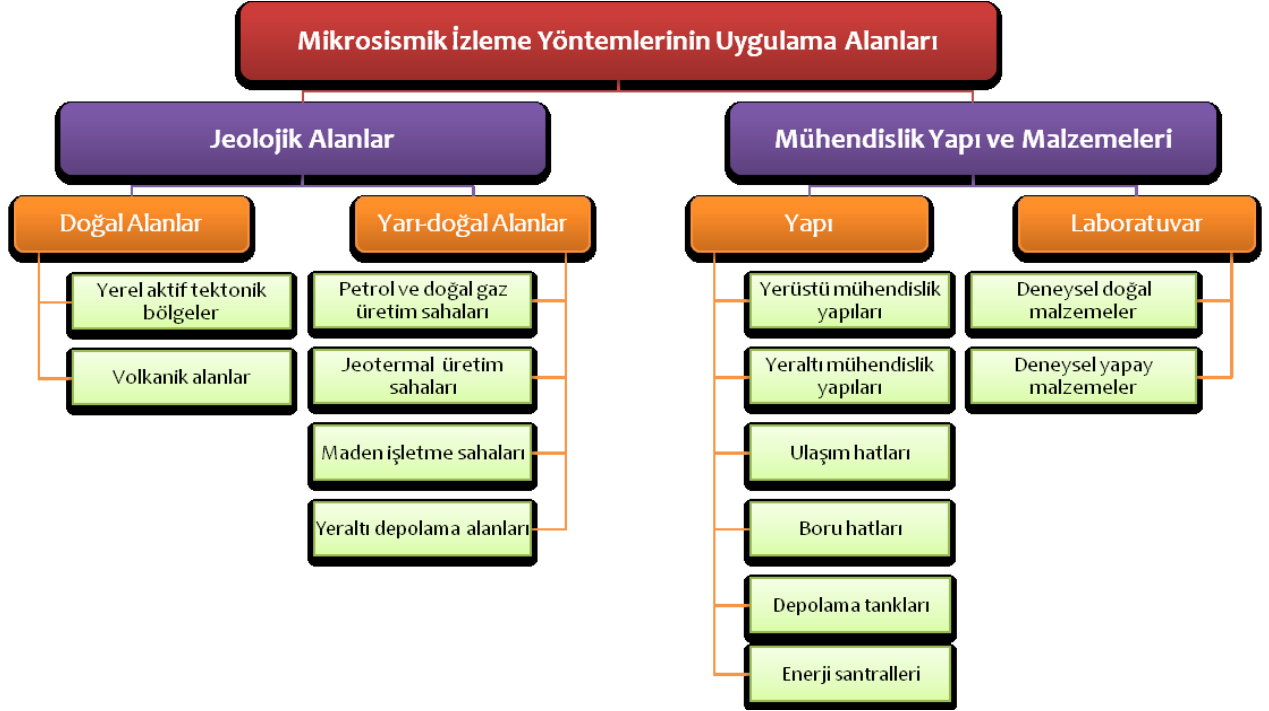 Mikrosismik İzleme Yöntemlerinin Uygulama Alanları
Jeolojik Alanlar
Doğal Alanlar
Yerel aktif tektonik
bölgeler
Volkanik alanlar
Yarı-doğal Alanlar
Petrol ve doğal gaz
üretim sahaları
Jeotermal üretim
sahaları
Maden işletme sahaları
Yeraltı depolama alanları
Mühendislik Yapı ve Malzemeleri
Yapı
Yerüstü mühendislik
yapıları
Yeraltı mühendislik
yapıları
Ulaşım hatları
Boru hatları
Depolama tankları
Enerji santralleri
Laboratuvar
Deneysel doğal
malzemeler
Deneysel yapay
malzemeler